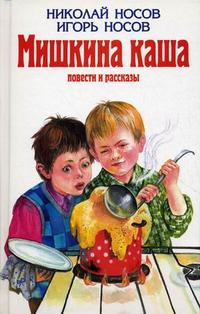 НИКОЛАЙ НОСОВ
ИГОРЬ НОСОВ
Мишкина каша
повести и рассказы